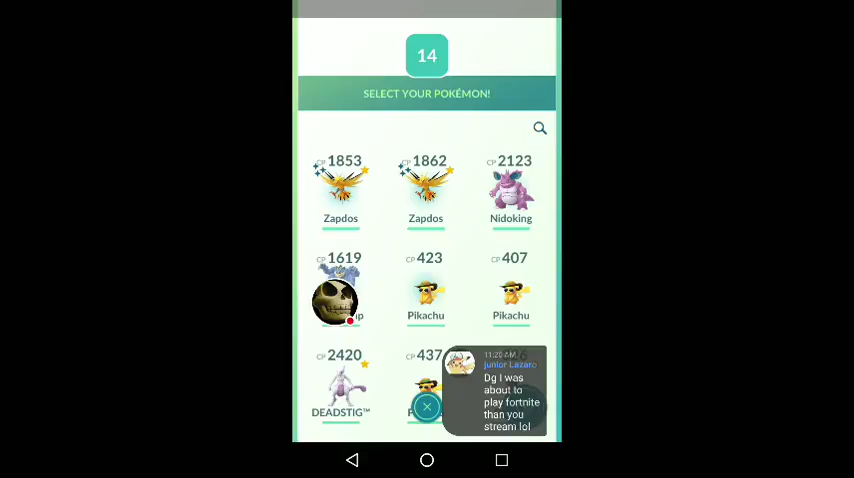 14
SELECT YOUR POKÉMON!
CP 1853
CP 1862
CP 2123
Zapdos
Zapdos
Nidoking
CP 1619
CP 423
CP 407
Pikachu
Pikachu
CP 2420
CP 437
DEADSTIG™
11:20 AM
Junior Lazaro
Dg I was
about to
play fortnite
than you
stream lol